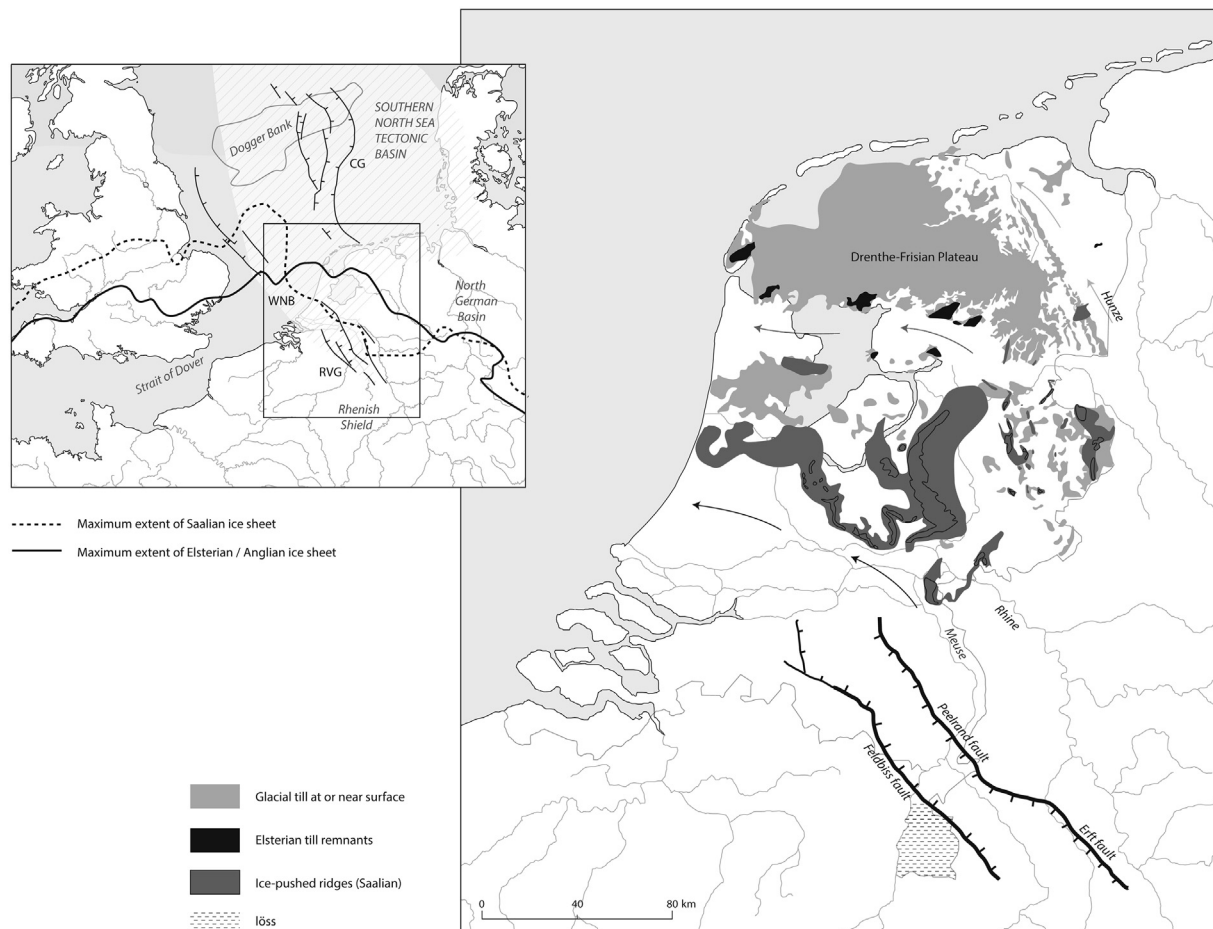 Dogger Bank
SOUTHERN
NORTH SEA
TECTONIC
BASIN
CG
WNB
North
German
Basin
Strait of Dover
RVG
Rhenish
Shield
Maximum extent of Saalian ice sheet
Maximum extent of Elsterian / Anglian ice sheet
Drenthe-Frisian Plateau
Hunze
Rhine
Meuse
Peelrand fault
Feldbiss fault
Erft fault
Glacial till at or near surface
Elsterian till remnants
Ice-pushed ridges (Saalian)
löss
0 40 80 km